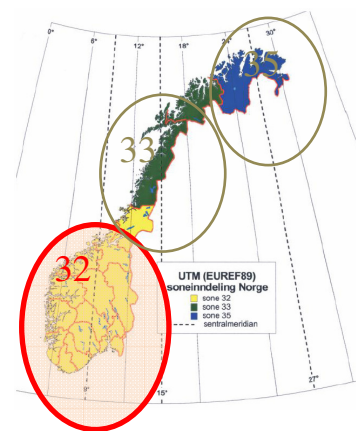 0° 6° 12° 18° 24° 30°
35
33
32
UTM (EUREF89)
soneinndeling Norge
sone 32
sone 33
sone 35
sentralmeridian
9° 15° 27°